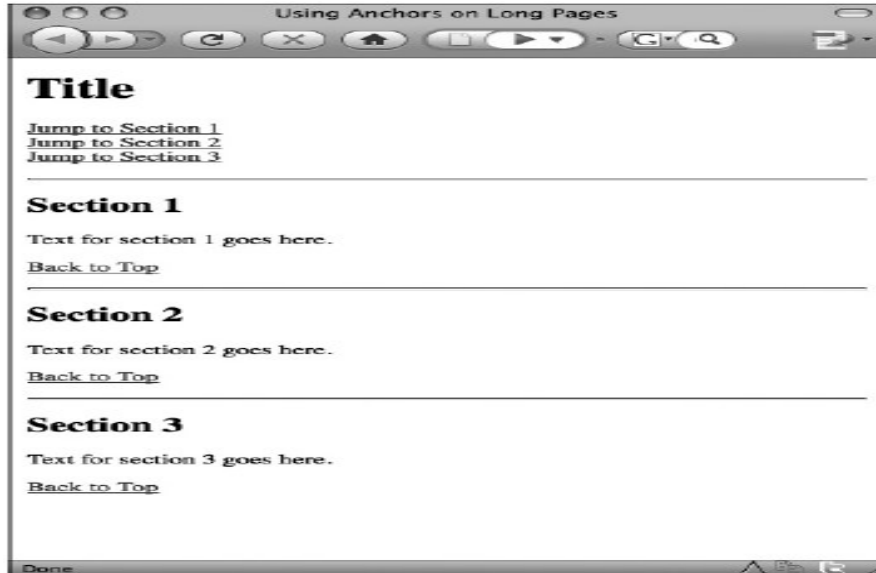 Using Anchors on Long Pages
G
Title
Jump to Section 1
Jump to Section 2
Jump to Section 3
Section 1
Text for section 1 goes here.
Back to Top
Section 2
Text for section 2 goes here.
Back to Top
Section 3
Text for section 3 goes here.
Back to Top
Done